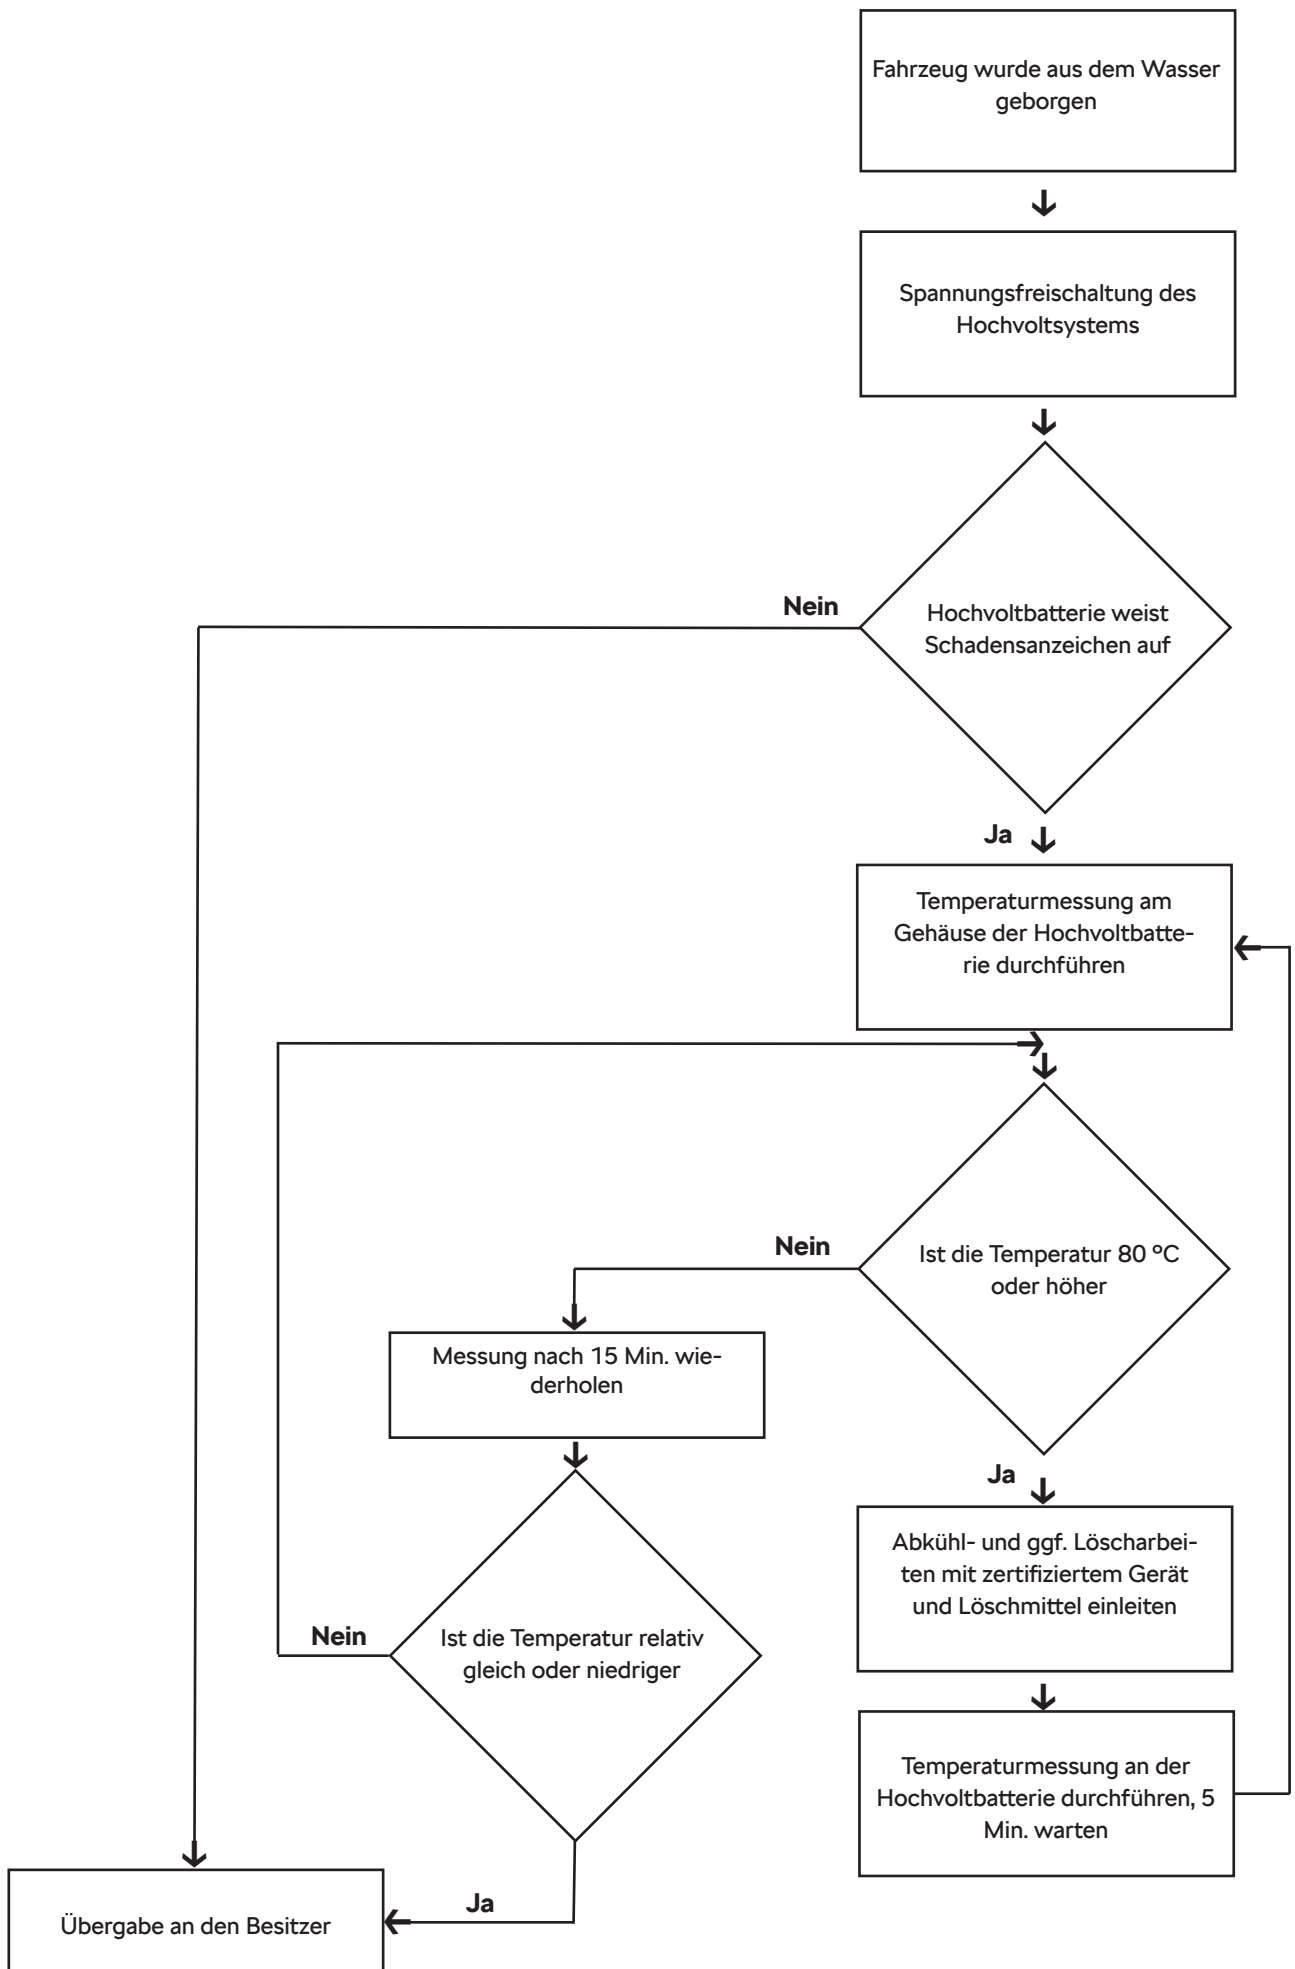 Fahrzeug wurde aus dem Wasser
geborgen
Spannungsfreischaltung des
Hochvoltsystems
Nein
Hochvoltbatterie weist
Schadensanzeichen auf
Ja
Temperaturmessung am
Gehäuse der Hochvoltbatte-
rie durchführen
Nein
Ist die Temperatur 80 °C
oder höher
Messung nach 15 Min. wie-
derholen
Ja
Abkühl- und ggf. Löscharbei-
ten mit zertifiziertem Gerät
und Löschmittel einleiten
Nein
Ist die Temperatur relativ
gleich oder niedriger
Temperaturmessung an der
Hochvoltbatterie durchführen, 5
Min. warten
Ja
Übergabe an den Besitzer